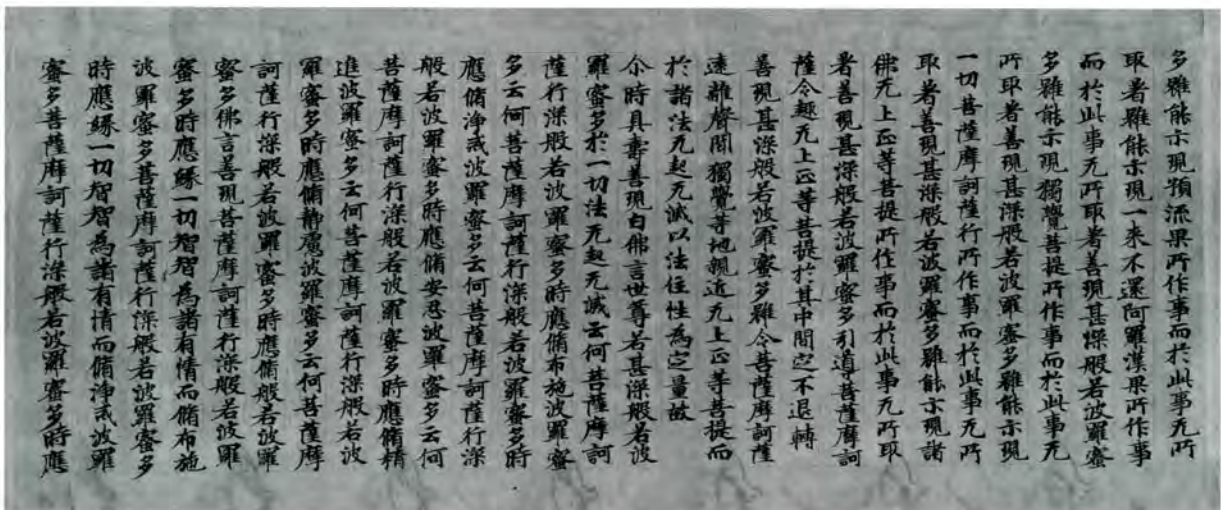 多雖能示現預流果所作事而於此事无所
取著雖能示現一来不還阿羅漢果所作事
而於此事无所取著善現甚深般若波羅蜜
多雖能示現獨覺菩提所作事而於此事无
所取著善現甚深般若波羅蜜多雖能示現
一切菩薩摩訶薩行所作事而於此事无所
取著善現甚深般若波羅蜜多雖能示現諸
佛无上正等菩提所作事而於此事无所取
著善現甚深般若波羅蜜多引導菩薩摩訶
薩令趣无上正等菩提於其中間定不退轉
善現甚深般若波羅蜜多雖令菩薩摩訶薩
遠離聲聞獨覺等地親近无上正等菩提而
於諸法无起无滅以法住性為定量故
尒時具壽善現白佛言世尊若甚深般若波
羅蜜多於一切法无起无滅云何菩薩摩訶
薩行深般若波羅蜜多時應脩布施波羅蜜
多云何菩薩摩訶薩行深般若波羅蜜多時
應脩淨戒波羅蜜多云何菩薩摩訶薩行深
般若波羅蜜多時應脩安忍波羅蜜多云何
菩薩摩訶薩行深般若波羅蜜多時應脩精
進波羅蜜多云何菩薩摩訶薩行深般若波
羅蜜多時應脩靜慮波羅蜜多云何菩薩摩
訶薩行深般若波羅蜜多時應脩般若波羅
蜜多佛言善現菩薩摩訶薩行深般若波羅
蜜多時應緣一切智智為諸有情而脩布施
波羅蜜多菩薩摩訶薩行深般若波羅蜜多
時應緣一切智智為諸有情而脩淨戒波羅
蜜多菩薩摩訶薩行深般若波羅蜜多時應